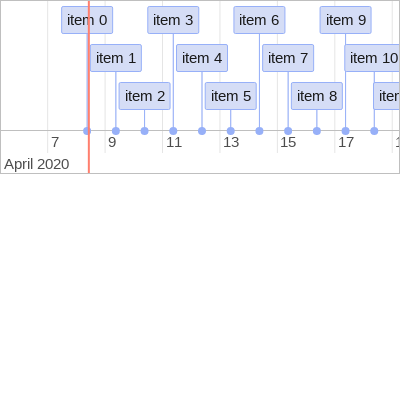 item 0
item 3
item 6
item 9
item 1
item 4
item 7
item 10
item 2
item 5
item 8
7
9
11
13
15
17
April 2020